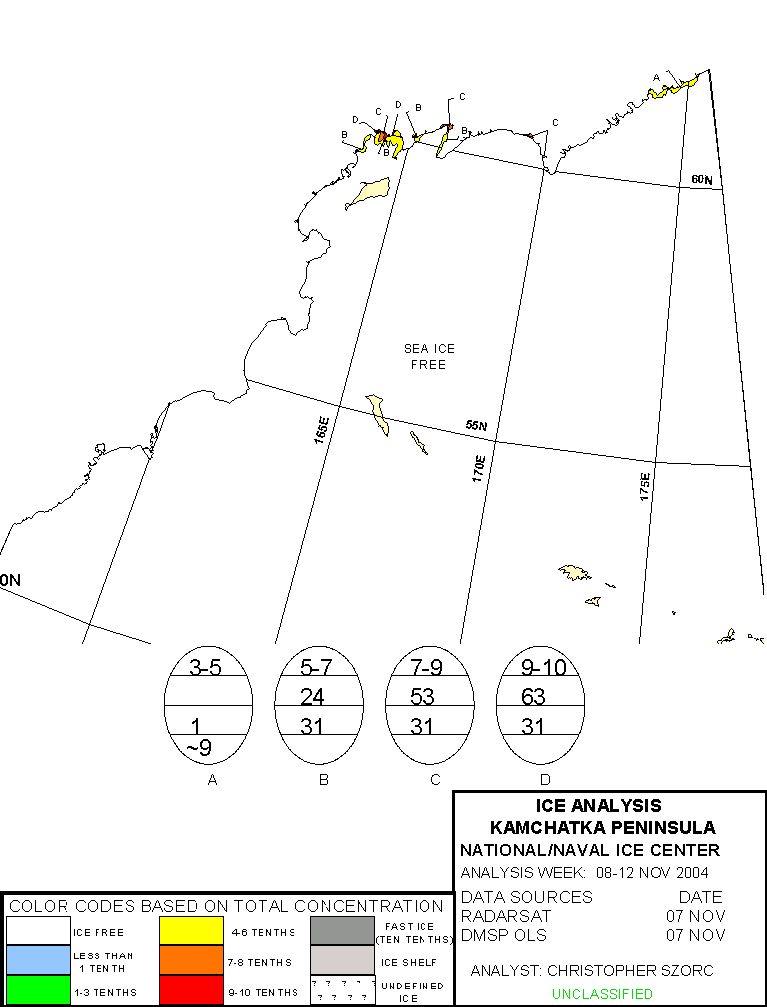 A
C
D
C
D
B
C
B
B
B
60N
SEA ICE
FREE
165E
55N
170E
175E
0N
3-5
1
~9
A
5-7
24
31
B
7-9
53
31
C
9-10
63
31
D
ICE ANALYSIS
KAMCHATKA PENINSULA
NATIONAL/NAVAL ICE CENTER
ANALYSIS WEEK: 08-12 NOV 2004
DATA SOURCES DATE
RADARSAT 07 NOV
DMSP OLS 07 NOV
ANALYST: CHRISTOPHER SZORC
UNCLASSIFIED
COLOR CODES BASED ON TOTAL CONCENTRATION
ICE FREE
LESS THAN
1 TENTH
1-3 TENTHS
4-6 TENTHS
7-8 TENTHS
9-10 TENTHS
FAST ICE
(TEN TENTHS)
ICE SHELF
? ? ? ?
? ? ? ?
UNDEFINED
ICE